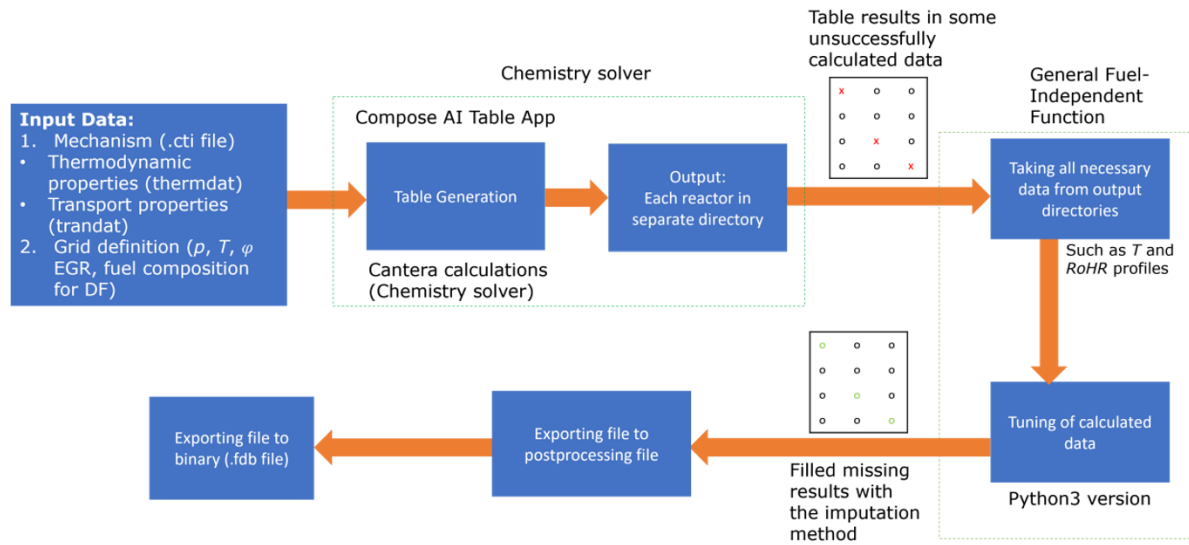 Table results in some
unsuccessfully
calculated data
Chemistry solver
General Fuel-
Independent
Function
x o o
o o o
o x o
o o x
Input Data:
1. Mechanism (.cti file)
• Thermodynamic
properties (thermdat)
• Transport properties
(trandat)
2. Grid definition (p, T, φ
EGR, fuel composition
for DF)
Compose AI Table App
Table Generation
Output:
Each reactor in
separate directory
Cantera calculations
(Chemistry solver)
Taking all necessary
data from output
directories
Such as T and
RoHR profiles
o o o
o o o
o o o
o o o
Tuning of calculated
data
Python3 version
Filled missing
results with
the imputation
method
Exporting file to
postprocessing file
Exporting file to
binary (.fdb file)